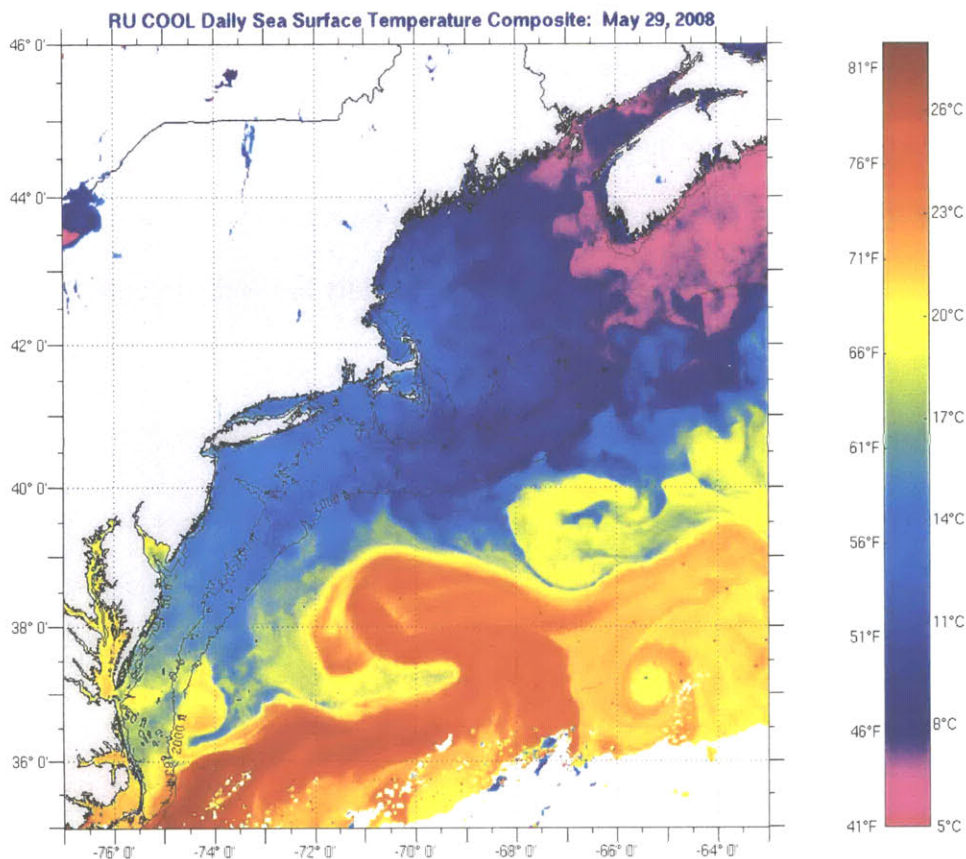 RU COOL Daily Sea Surface Temperature Composite: May 29, 2008
46° 0'
44° 0'
42° 0'
40° 0'
38° 0'
36° 0'
-76° 0'
-74° 0'
-72° 0'
-70° 0'
-68° 0'
-66° 0'
-64° 0'
81°F
76°F
71°F
66°F
61°F
56°F
51°F
46°F
41°F
26°C
23°C
20°C
17°C
14°C
11°C
8°C
5°C